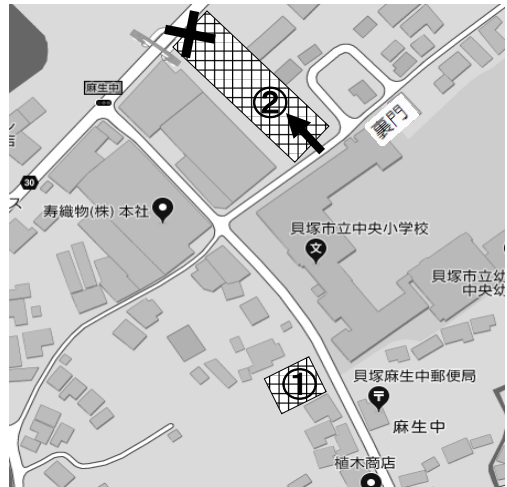 麻生中
②
裏門
店
30
ス
寿織物(株) 本社
貝塚市立中央小学校
文
貝塚市立幼
中央幼
①
貝塚麻生中郵便局
麻生中
植木商店